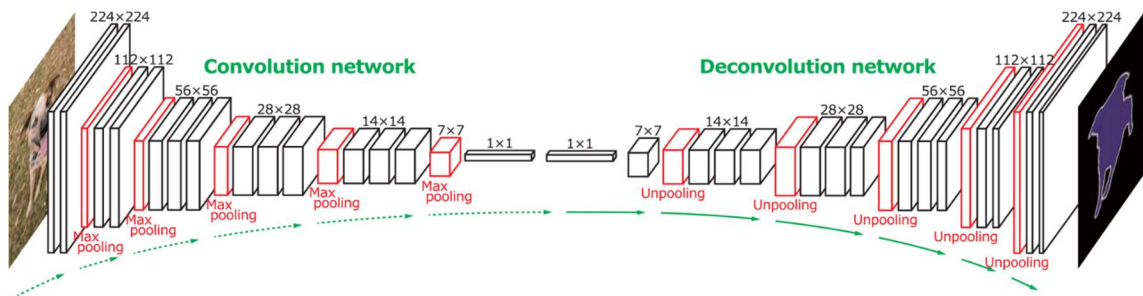 224×224
112×112
56×56
28×28
14×14
7×7
1×1
1×1
7×7
14×14
28×28
56×56
112×112
224×224
Convolution network
Deconvolution network
Max
pooling
Max
pooling
Max
pooling
Max
pooling
Max
pooling
Unpooling
Unpooling
Unpooling
Unpooling
Unpooling